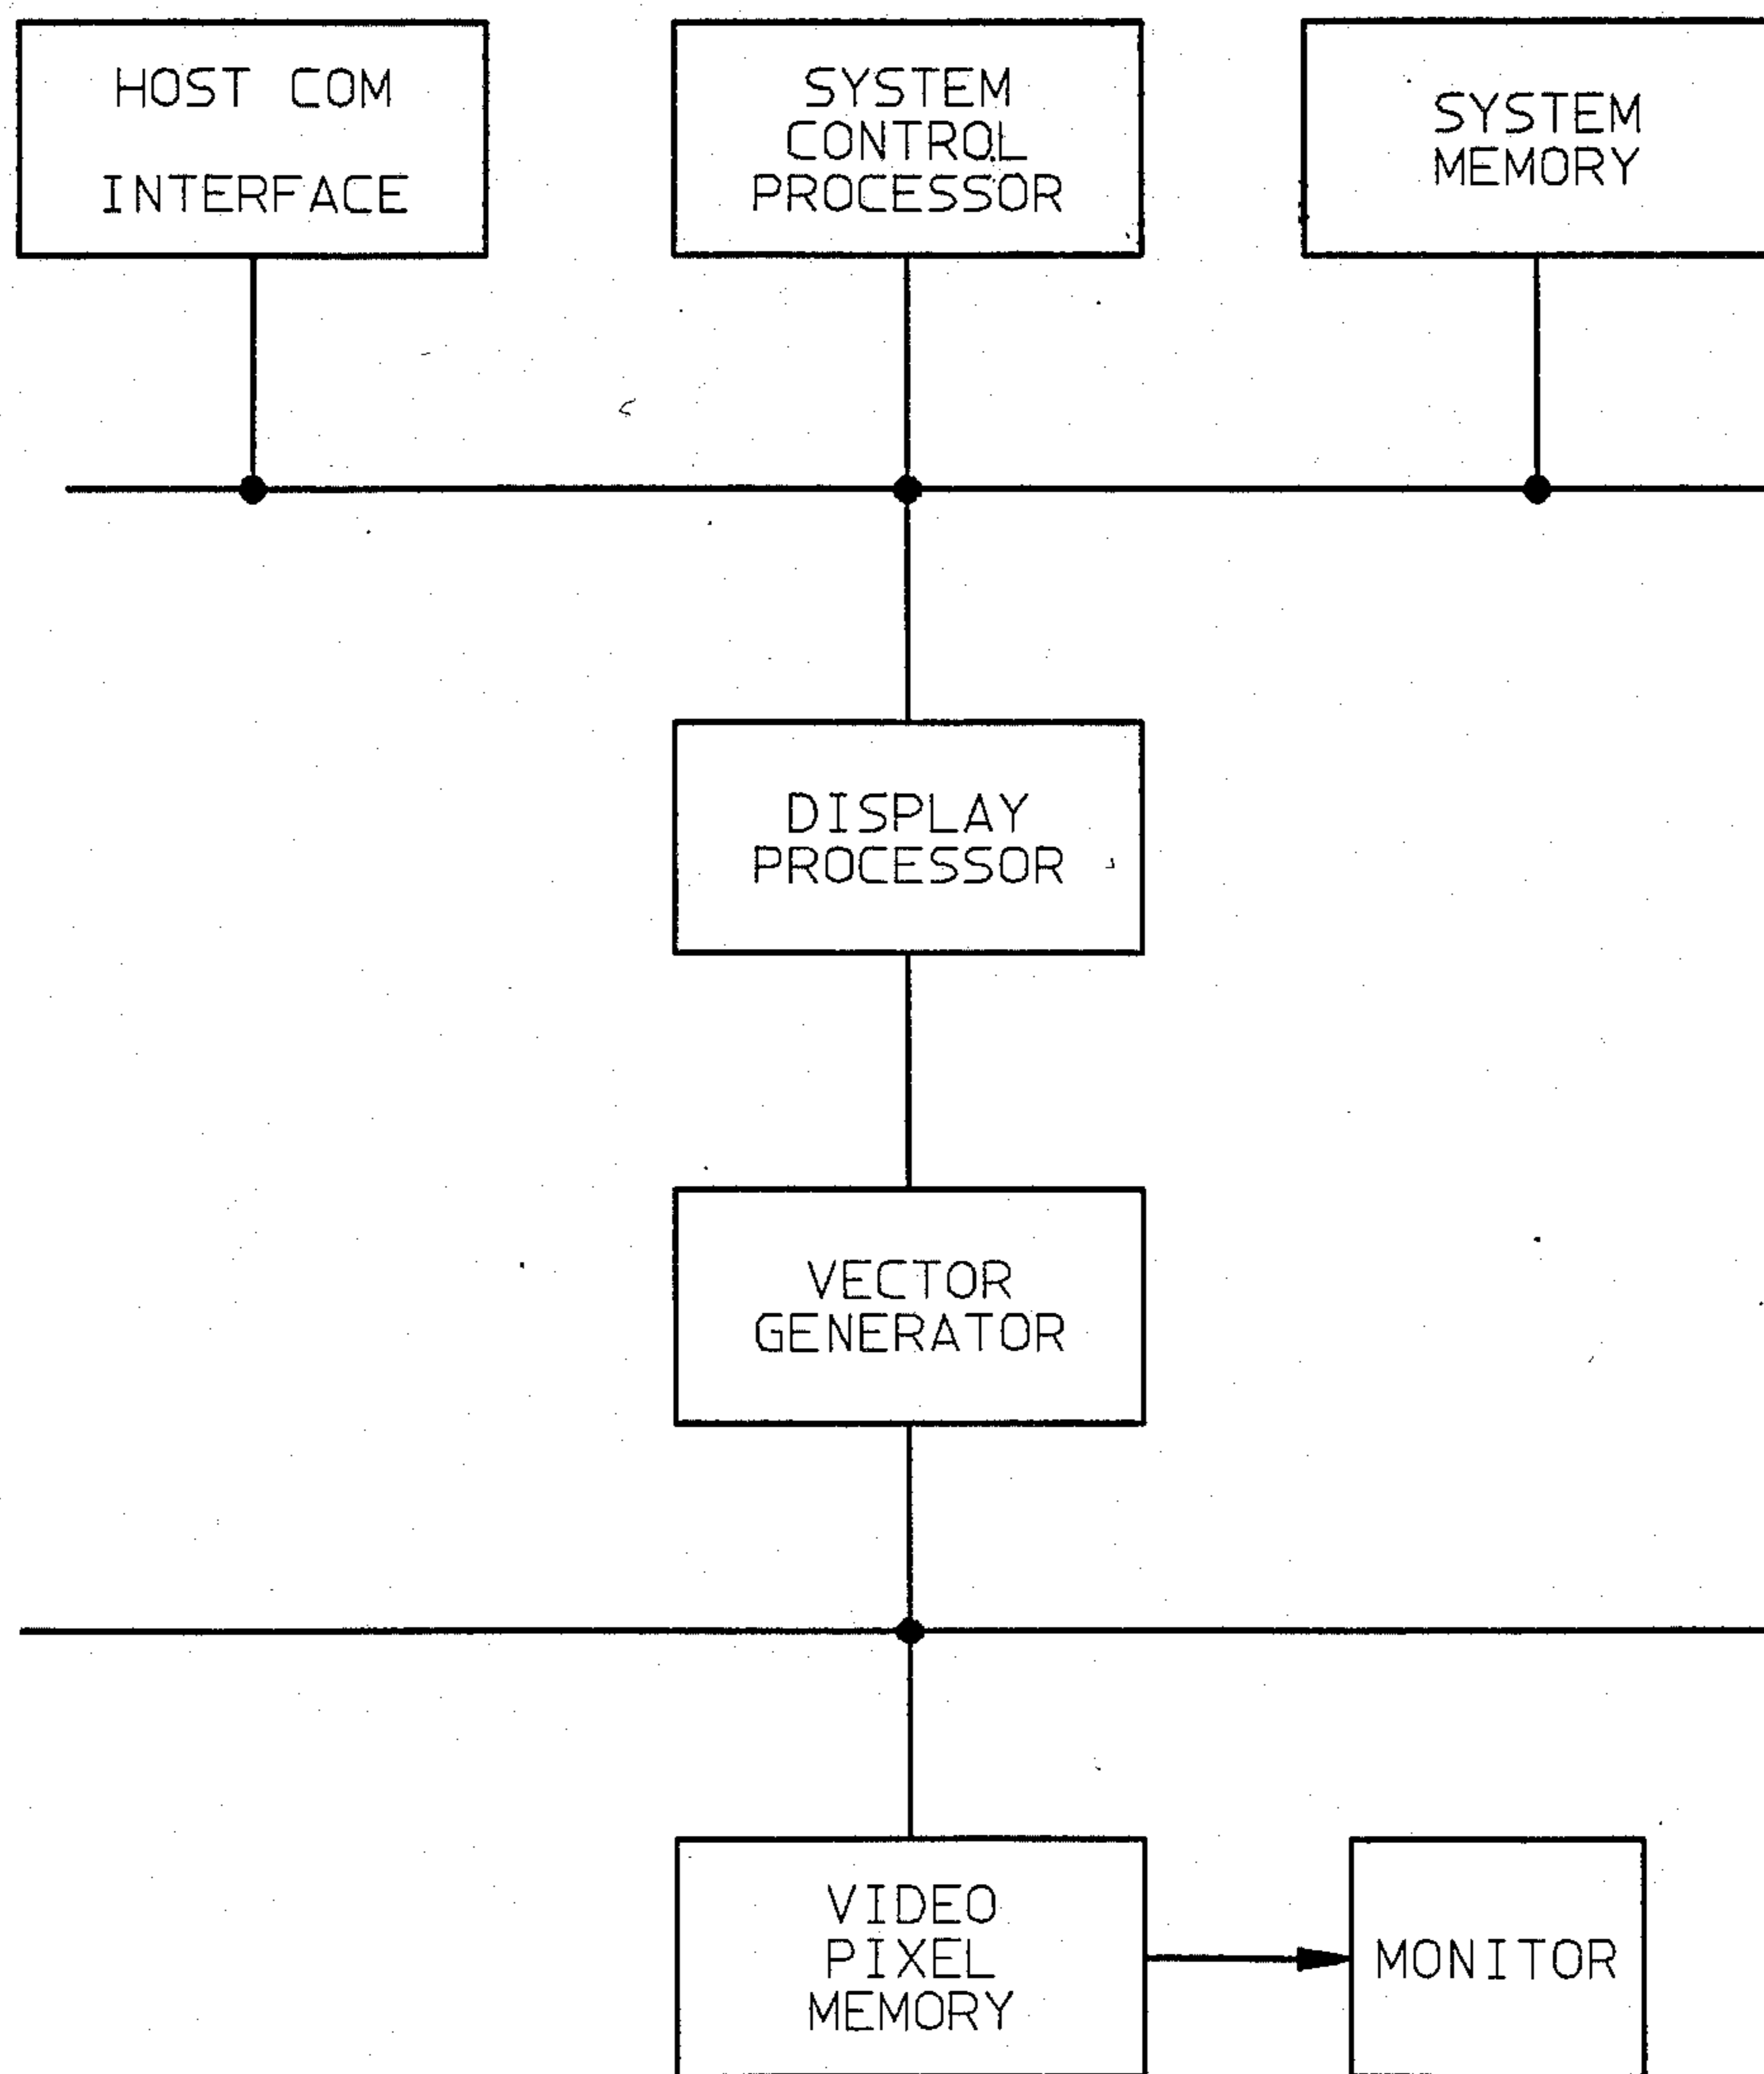 HOST COM
INTERFACE
SYSTEM
CONTROL
PROCESSOR
SYSTEM
MEMORY
DISPLAY
PROCESSOR
VECTOR
GENERATOR
VIDEO
PIXEL
MEMORY
MONITOR